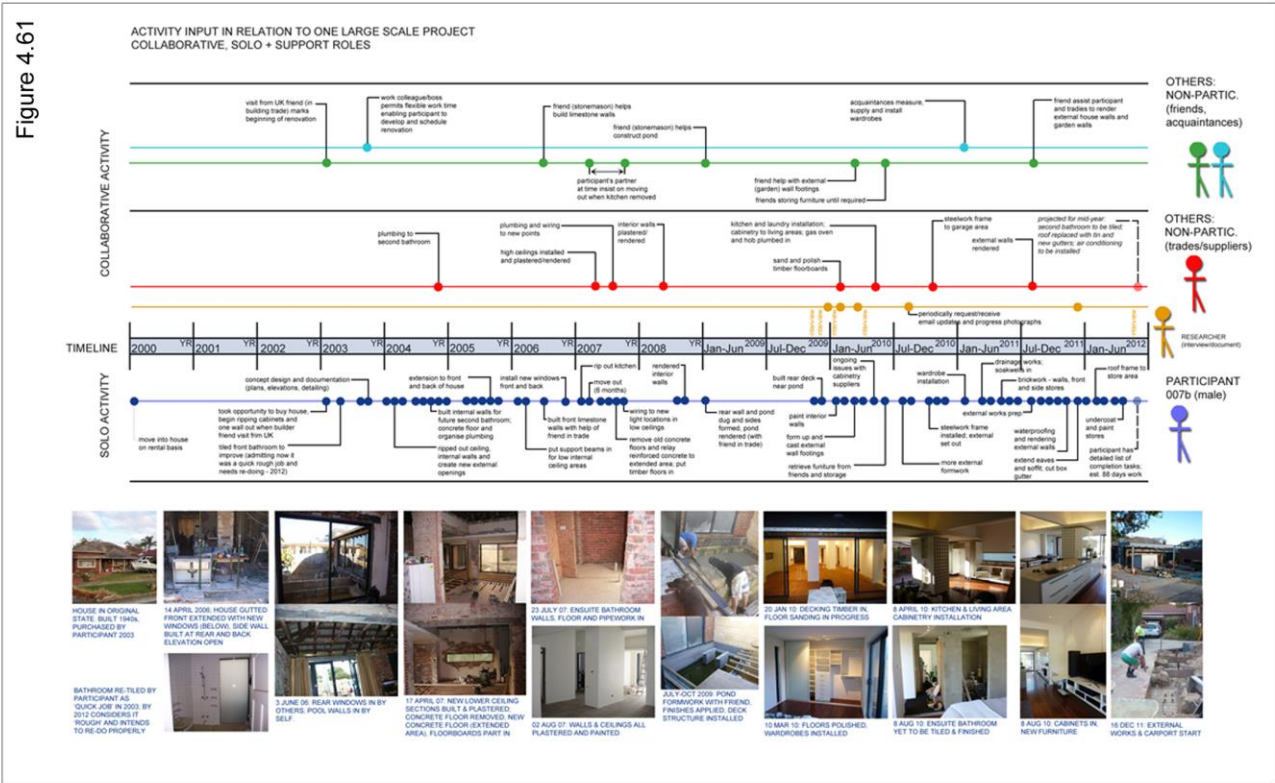 Figure 4.61
ACTIVITY INPUT IN RELATION TO ONE LARGE SCALE PROJECT
COLLABORATIVE, SOLO + SUPPORT ROLES
COLLABORATIVE ACTIVITY
visit from UK friend (in
building trade) marks
beginning of renovation
work colleague/boss
permits flexible work time
enabling participant to
develop and schedule
renovation
friend (stonemason) helps
build limestone walls
friend (stonemason) helps
construct pond
participant's partner
at time insist on moving
out when kitchen removed
acquaintances measure,
supply and install
wardrobes
friend help with external
(garden) wall footings
friends storing furniture until required
friend assist participant
and tradies to render
external house walls and
garden walls
OTHERS:
NON-PARTIC.
(friends,
acquaintances)
plumbing to
second bathroom
plumbing and wiring
to new points
high ceilings installed
and plastered/rendered
interior walls
plastered/
rendered
kitchen and laundry installation;
cabinetry to living areas; gas oven
and hob plumbed in
sand and polish
timber floorboards
steelwork frame
to garage area
external walls
rendered
projected for mid-year:
second bathroom to be tiled;
roof replaced with tin and
new gutters; air conditioning
to be installed
OTHERS:
NON-PARTIC.
(trades/suppliers)
periodically request/receive
email updates and progress photographs
RESEARCHER
(interview/document)
TIMELINE
2000 YR 2001 YR 2002 YR 2003 YR 2004 YR 2005 YR 2006 YR 2007 YR 2008 YR Jan-Jun 2009 Jul-Dec 2009 Jan-Jun 2010 Jul-Dec 2010 Jan-Jun 2011 Jul-Dec 2011 Jan-Jun 2012
SOLO ACTIVITY
move into house
on rental basis
concept design and documentation
(plans, elevations, detailing)
took opportunity to buy house,
begin ripping cabinets and
one wall out when builder
friend visit frim UK
tiled front bathroom to
improve (admitting now it
was a quick rough job and
needs re-doing - 2012)
extension to front
and back of house
built internal walls for
future second bathroom;
concrete floor and
organise plumbing
ripped out ceiling,
internal walls and
create new external
openings
install new windows
front and back
built front limestone
walls with help of
friend in trade
put support beams in
for low internal
ceiling areas
rip out kitchen
move out
(6 months)
wiring to new
light locations in
low ceilings
remove old concrete
floors and relay
reinforced concrete to
extended area; put
timber floors in
rendered
interior
walls
rear wall and pond
dug and sides
formed; pond
rendered (with
friend in trade)
built rear deck
near pond
paint interior
walls
form up and
cast external
wall footings
retrieve funiture from
friends and storage
ongoing
issues with
cabinetry
suppliers
wardrobe
installation
steelwork frame
installed; external
set out
more external
formwork
drainage works;
soakwells in
brickwork - walls, front
and side stores
external works prep
waterproofing
and rendering
external walls
extend eaves
and soffit; cut box
gutter
roof frame to
store area
undercoat
and paint
stores
participant has
detailed list of
completion tasks;
est. 88 days work
PARTICIPANT
007b (male)
HOUSE IN ORIGINAL
STATE. BUILT 1940s,
PURCHASED BY
PARTICIPANT 2003
BATHROOM RE-TILED BY
PARTICIPANT AS
'QUICK JOB' IN 2003; BY
2012 CONSIDERS IT
'ROUGH' AND INTENDS
TO RE-DO PROPERLY
14 APRIL 2006; HOUSE GUTTED
FRONT EXTENDED WITH NEW
WINDOWS (BELOW), SIDE WALL
BUILT AT REAR AND BACK
ELEVATION OPEN
3 JUNE 06: REAR WINDOWS IN BY
OTHERS; POOL WALLS IN BY
SELF
17 APRIL 07: NEW LOWER CEILING
SECTIONS BUILT & PLASTERED;
CONCRETE FLOOR REMOVED, NEW
CONCRETE FLOOR (EXTENDED
AREA), FLOORBOARDS PART IN
23 JULY 07: ENSUITE BATHROOM
WALLS, FLOOR AND PIPEWORK IN
02 AUG 07: WALLS & CEILINGS ALL
PLASTERED AND PAINTED
JULY-OCT 2009: POND
FORMWORK WITH FRIEND,
FINISHES APPLIED, DECK
STRUCTURE INSTALLED
20 JAN 10: DECKING TIMBER IN,
FLOOR SANDING IN PROGRESS
10 MAR 10: FLOORS POLISHED,
WARDROBES INSTALLED
8 APRIL 10: KITCHEN & LIVING AREA
CABINETRY INSTALLATION
8 AUG 10: ENSUITE BATHROOM
YET TO BE TILED & FINISHED
8 AUG 10: CABINETS IN,
NEW FURNITURE
16 DEC 11: EXTERNAL
WORKS & CARPORT START